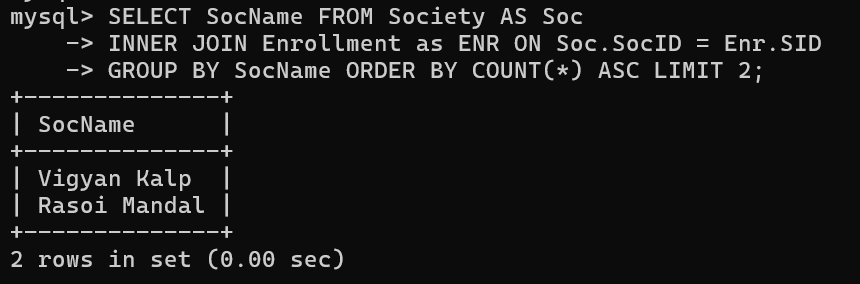 mysql> SELECT SocName FROM Society AS Soc
    -> INNER JOIN Enrollment as ENR ON Soc.SocID = Enr.SID
    -> GROUP BY SocName ORDER BY COUNT(*) ASC LIMIT 2;
+--------------+
| SocName      |
+--------------+
| Vigyan Kalp  |
| Rasoi Mandal |
+--------------+
2 rows in set (0.00 sec)